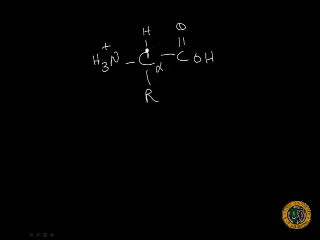 H O
+ ||
H3N - C - C OH
α
R